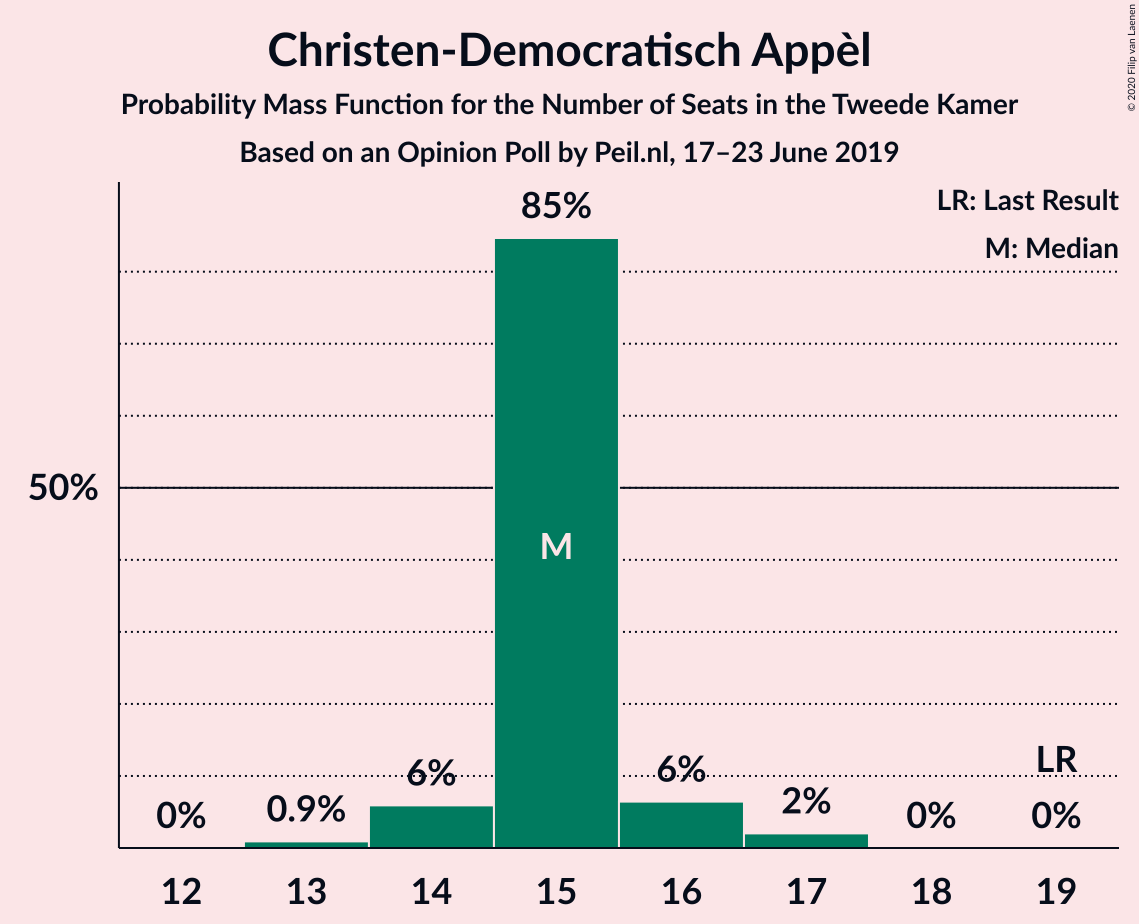 Christen-Democratisch Appèl
Probability Mass Function for the Number of Seats in the Tweede Kamer
Based on an Opinion Poll by Peil.nl, 17–23 June 2019
© 2020 Filip van Laenen
LR: Last Result
M: Median
85%
50%
M
LR
0%
0.9%
6%
6%
2%
0%
0%
12 13 14 15 16 17 18 19